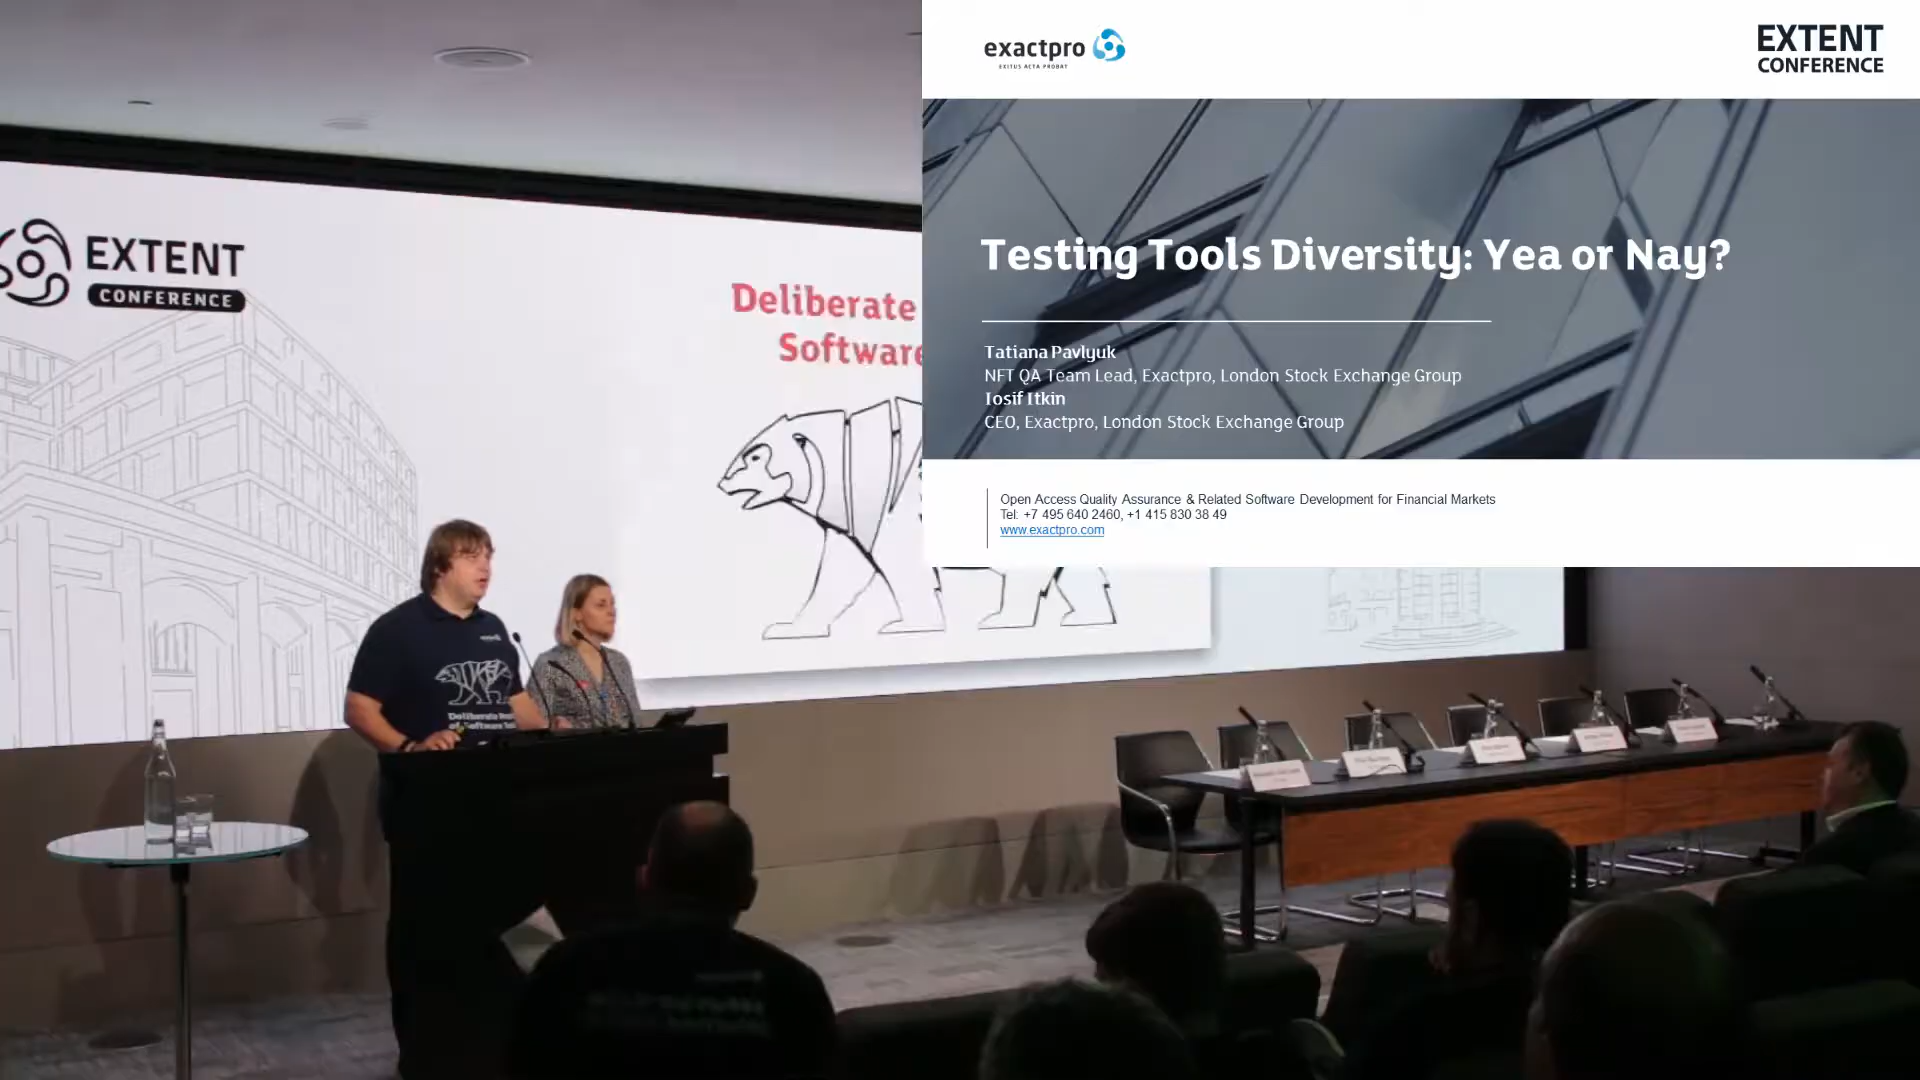 exactpro
EXITUS ACTA PROBAT
EXTENT
CONFERENCE
Testing Tools Diversity: Yea or Nay?
Tatiana Pavlyuk
NFT QA Team Lead, Exactpro, London Stock Exchange Group
Iosif Itkin
CEO, Exactpro, London Stock Exchange Group
Open Access Quality Assurance & Related Software Development for Financial Markets
Tel: +7 495 640 2460, +1 415 830 38 49
www.exactpro.com
EXTENT
CONFERENCE
Deliberate
Software
Deliberate
of Software